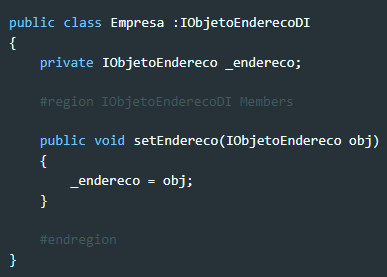 public class Empresa :IObjetoEnderecoDI
{
    private IObjetoEndereco _endereco;
    #region IObjetoEnderecoDI Members
    public void setEndereco(IObjetoEndereco obj)
    {
        _endereco = obj;
    }
    #endregion
}